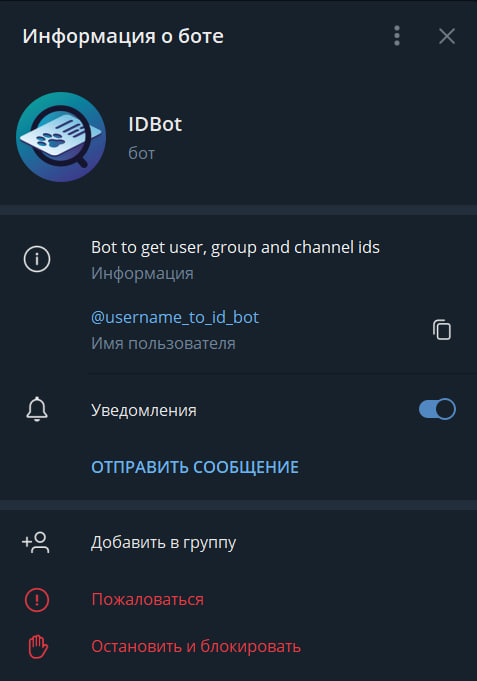 Информация о боте
IDBot
бот
Bot to get user, group and channel ids
Информация
@username_to_id_bot
Имя пользователя
Уведомления
ОТПРАВИТЬ СООБЩЕНИЕ
Добавить в группу
Пожаловаться
Остановить и блокировать